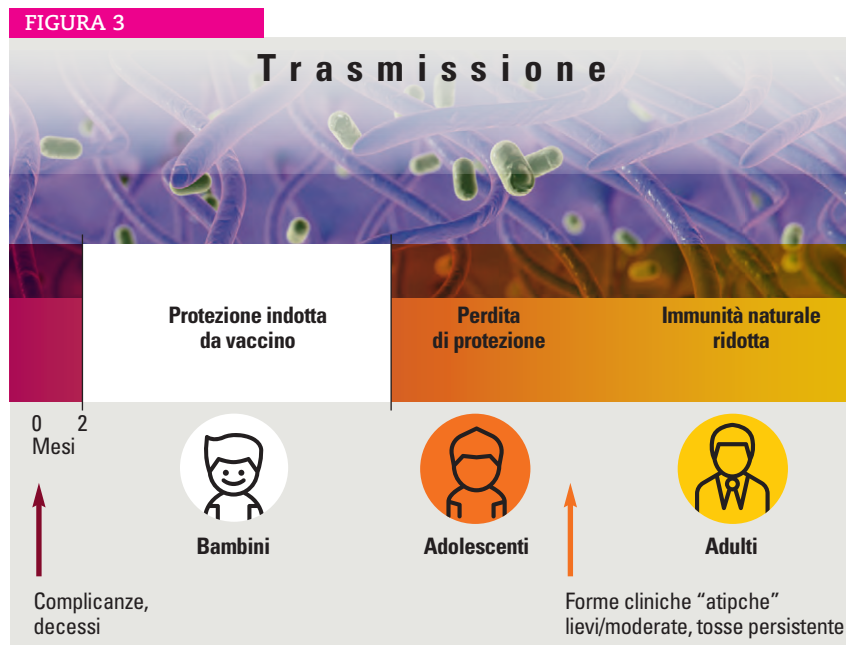 FIGURA 3
Trasmissione
Protezione indotta
da vaccino
Perdita
di protezione
Immunità naturale
ridotta
0 2
Mesi
Bambini
Adolescenti
Adulti
Complicanze,
decessi
Forme cliniche “atipche”
lievi/moderate, tosse persistente